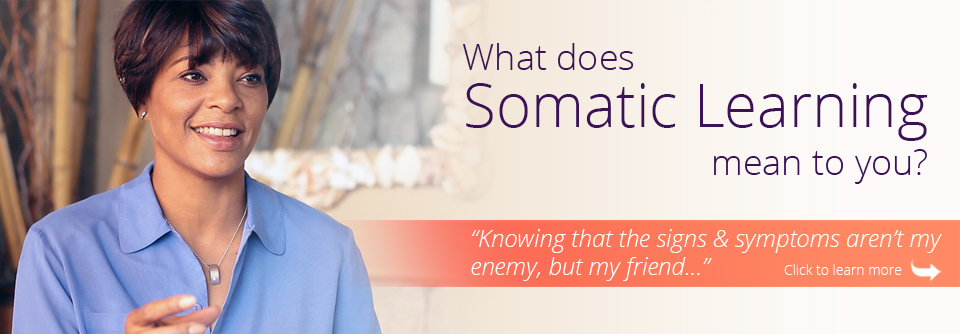 What does
Somatic Learning
mean to you?
“Knowing that the signs & symptoms aren’t my
enemy, but my friend...”
Click to learn more